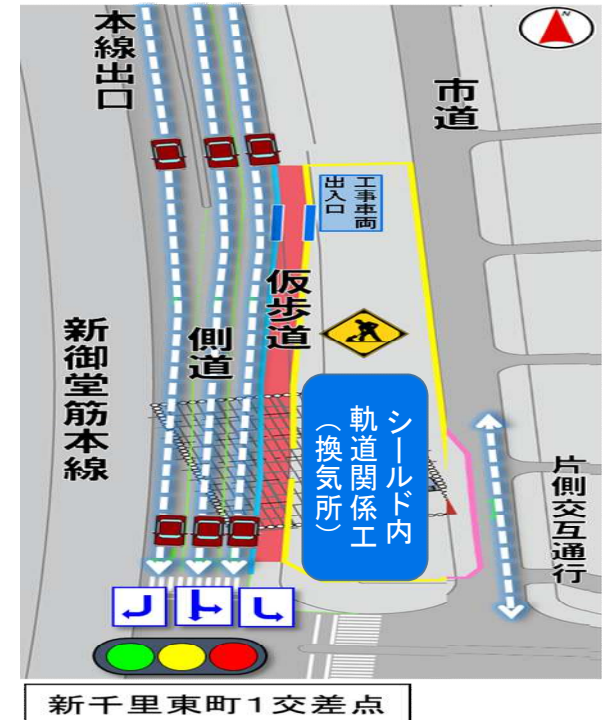 N
本線出口
市道
工事車両
出入口
仮歩道
側道
新御堂筋本線
シールド内
軌道関係工
（換気所）
片側交互通行
新千里東町1交差点